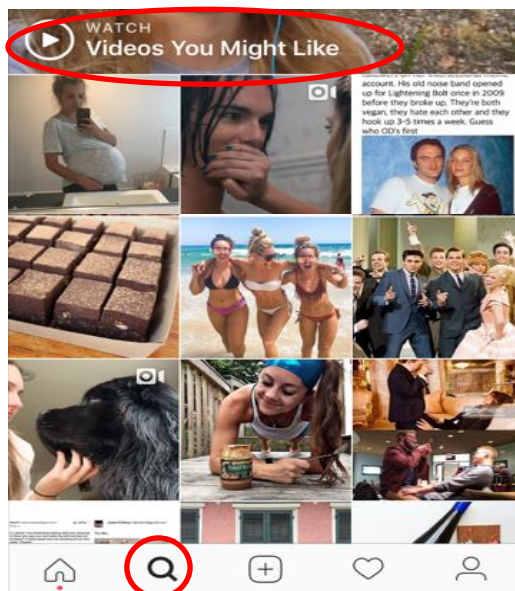 WATCH
Videos You Might Like
account. His old noise band opened
up for Lightening Bolt once in 2009
before they broke up. They're both
vegan, they hate each other and they
hook up 3-5 times a week. Guess
who OD's first